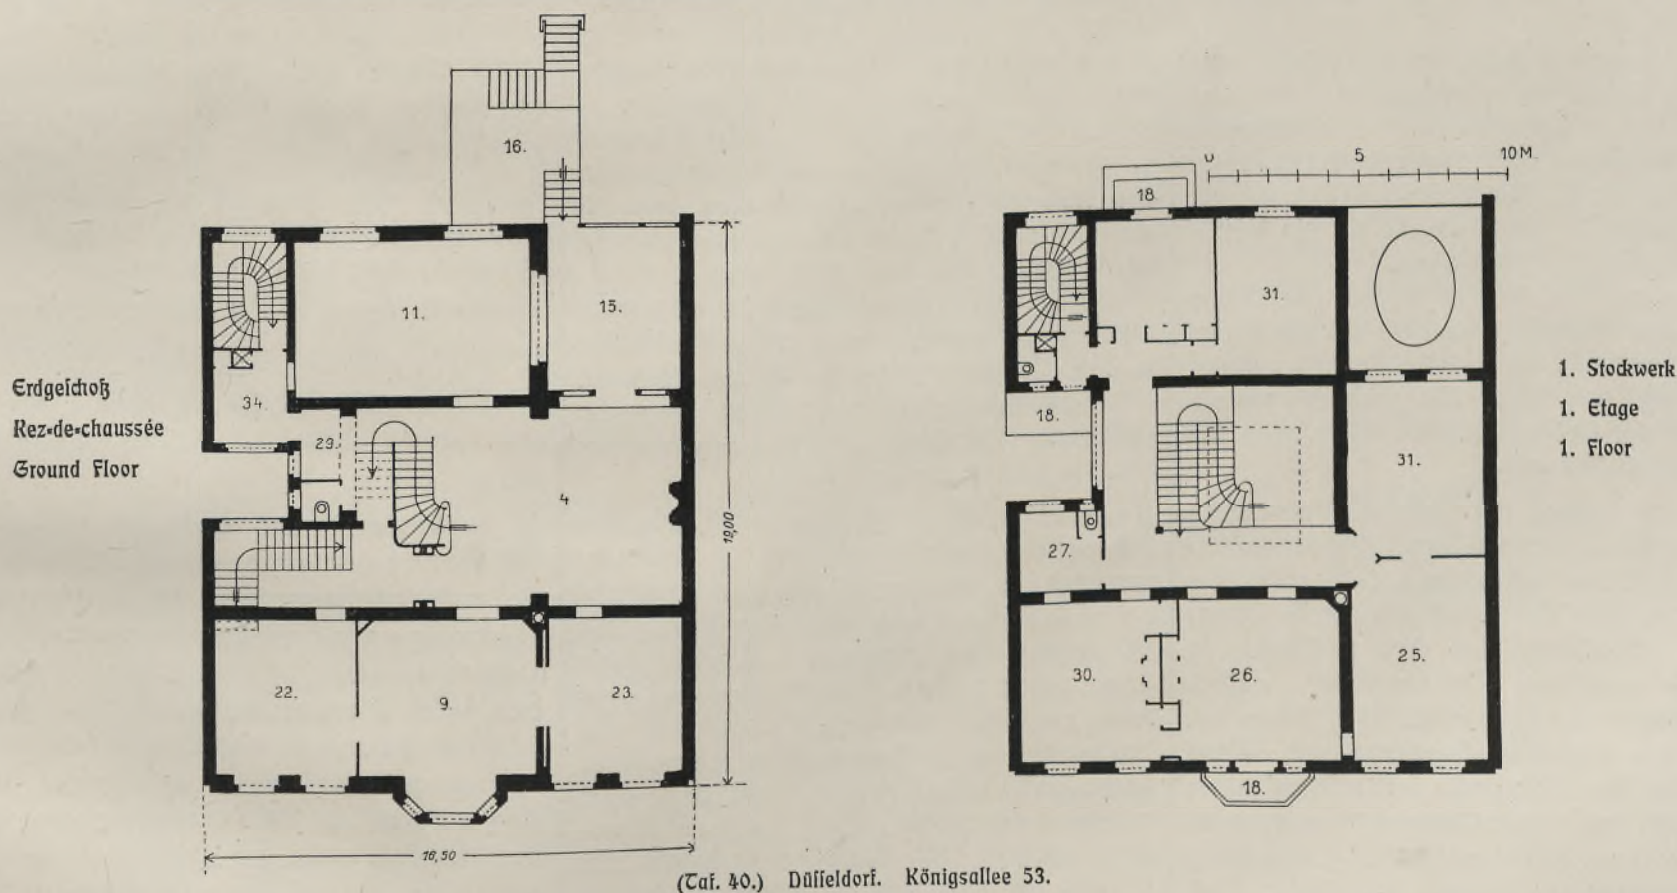 16.
11.
15.
34.
29.
4
19,00
22.
9.
23.
16,50
Erdgeschoß
Rez-de-chaussée
Ground Floor
0 5 10 M.
18.
31.
18.
31.
27.
30.
26.
25.
18.
1. Stockwerk
1. Etage
1. Floor
(Taf. 40.) Düsseldorf. Königsallee 53.